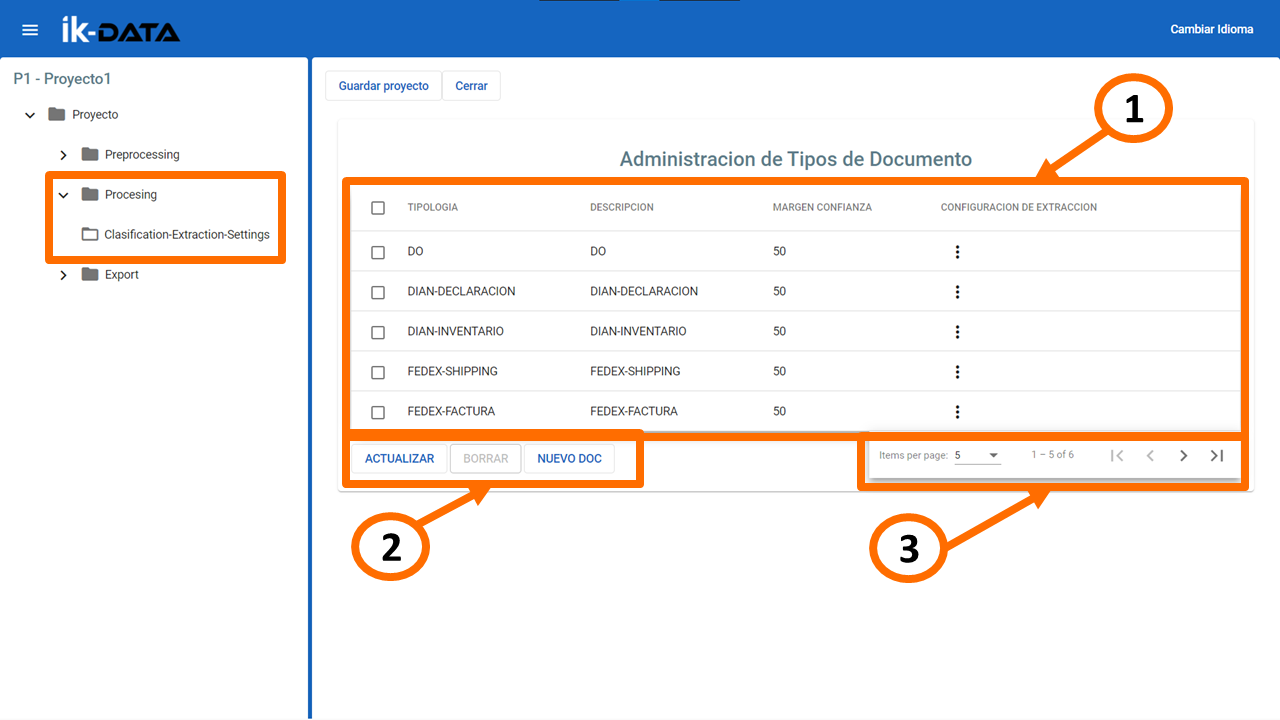 ik-DATA
Cambiar Idioma
P1 - Proyecto1
Proyecto
Preprocessing
Procesing
Clasification-Extraction-Settings
Export
Guardar proyecto Cerrar
1
Administracion de Tipos de Documento
TIPOLOGIA DESCRIPCION MARGEN CONFIANZA CONFIGURACION DE EXTRACCION
DO DO 50
DIAN-DECLARACION DIAN-DECLARACION 50
DIAN-INVENTARIO DIAN-INVENTARIO 50
FEDEX-SHIPPING FEDEX-SHIPPING 50
FEDEX-FACTURA FEDEX-FACTURA 50
ACTUALIZAR BORRAR NUEVO DOC
Items per page: 5 1 – 5 of 6
2
3